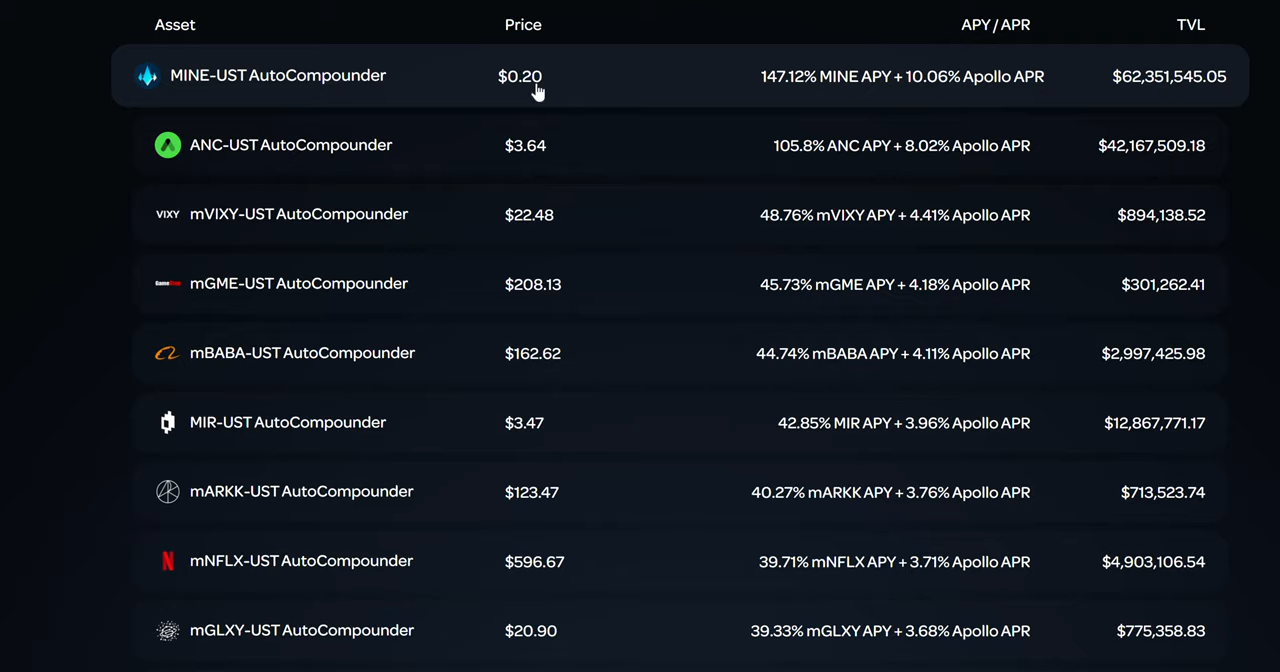 Asset Price APY / APR TVL
MINE-UST AutoCompounder $0.20 147.12% MINE APY + 10.06% Apollo APR $62,351,545.05
ANC-UST AutoCompounder $3.64 105.8% ANC APY + 8.02% Apollo APR $42,167,509.18
VIXY mVIXY-UST AutoCompounder $22.48 48.76% mVIXY APY + 4.41% Apollo APR $894,138.52
GameStop mGME-UST AutoCompounder $208.13 45.73% mGME APY + 4.18% Apollo APR $301,262.41
mBABA-UST AutoCompounder $162.62 44.74% mBABA APY + 4.11% Apollo APR $2,997,425.98
MIR-UST AutoCompounder $3.47 42.85% MIR APY + 3.96% Apollo APR $12,867,771.17
mARKK-UST AutoCompounder $123.47 40.27% mARKK APY + 3.76% Apollo APR $713,523.74
N mNFLX-UST AutoCompounder $596.67 39.71% mNFLX APY + 3.71% Apollo APR $4,903,106.54
mGLXY-UST AutoCompounder $20.90 39.33% mGLXY APY + 3.68% Apollo APR $775,358.83